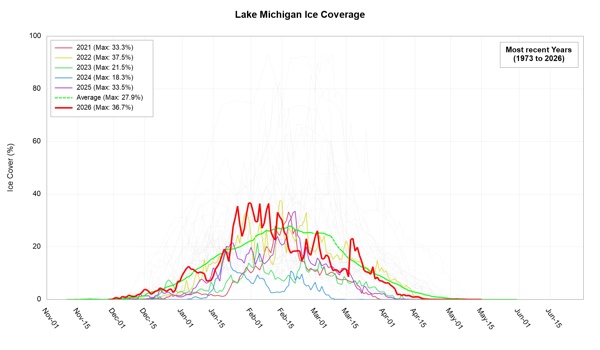 Lake Michigan Ice Coverage
100
80
60
40
20
0
Ice Cover (%)
2021 (Max: 33.3%)
2022 (Max: 37.5%)
2023 (Max: 21.5%)
2024 (Max: 18.3%)
2025 (Max: 33.5%)
Average (Max: 27.9%)
2026 (Max: 36.7%)
Most recent Years
(1973 to 2026)
Nov-01
Nov-15
Dec-01
Dec-15
Jan-01
Jan-15
Feb-01
Feb-15
Mar-01
Mar-15
Apr-01
Apr-15
May-01
May-15
Jun-01
Jun-15